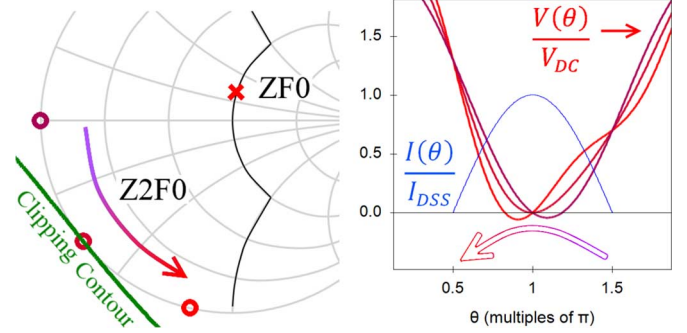 ZF0
Z2F0
Clipping Contour
1.5
1.0
0.5
0.0
V(θ)
V_DC
I(θ)
I_DSS
0.5
1
1.5
θ (multiples of π)